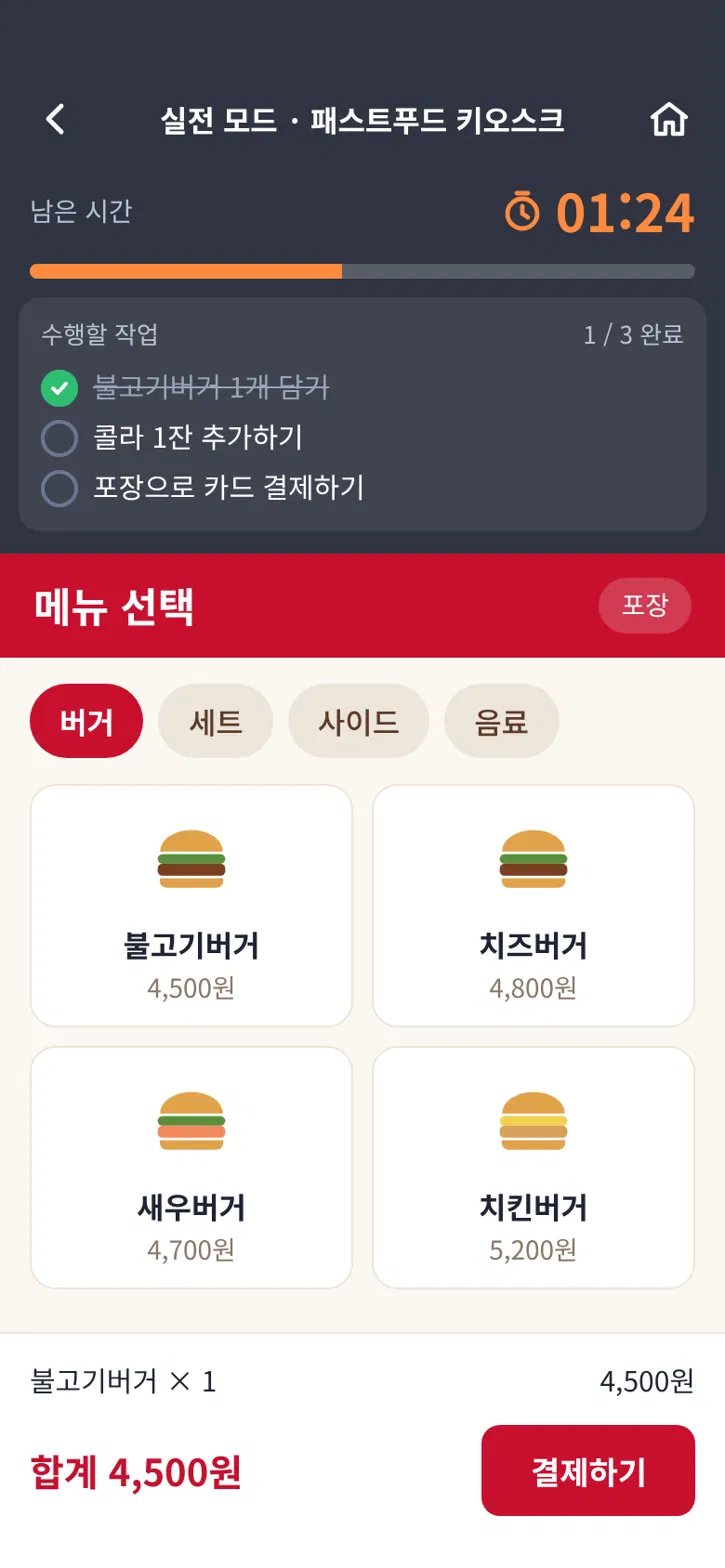 실전 모드 · 패스트푸드 키오스크
남은 시간
01:24
수행할 작업
1 / 3 완료
불고기버거 1개 담기
콜라 1잔 추가하기
포장으로 카드 결제하기
메뉴 선택
포장
버거
세트
사이드
음료
불고기버거
4,500원
치즈버거
4,800원
새우버거
4,700원
치킨버거
5,200원
불고기버거 × 1
4,500원
합계 4,500원
결제하기